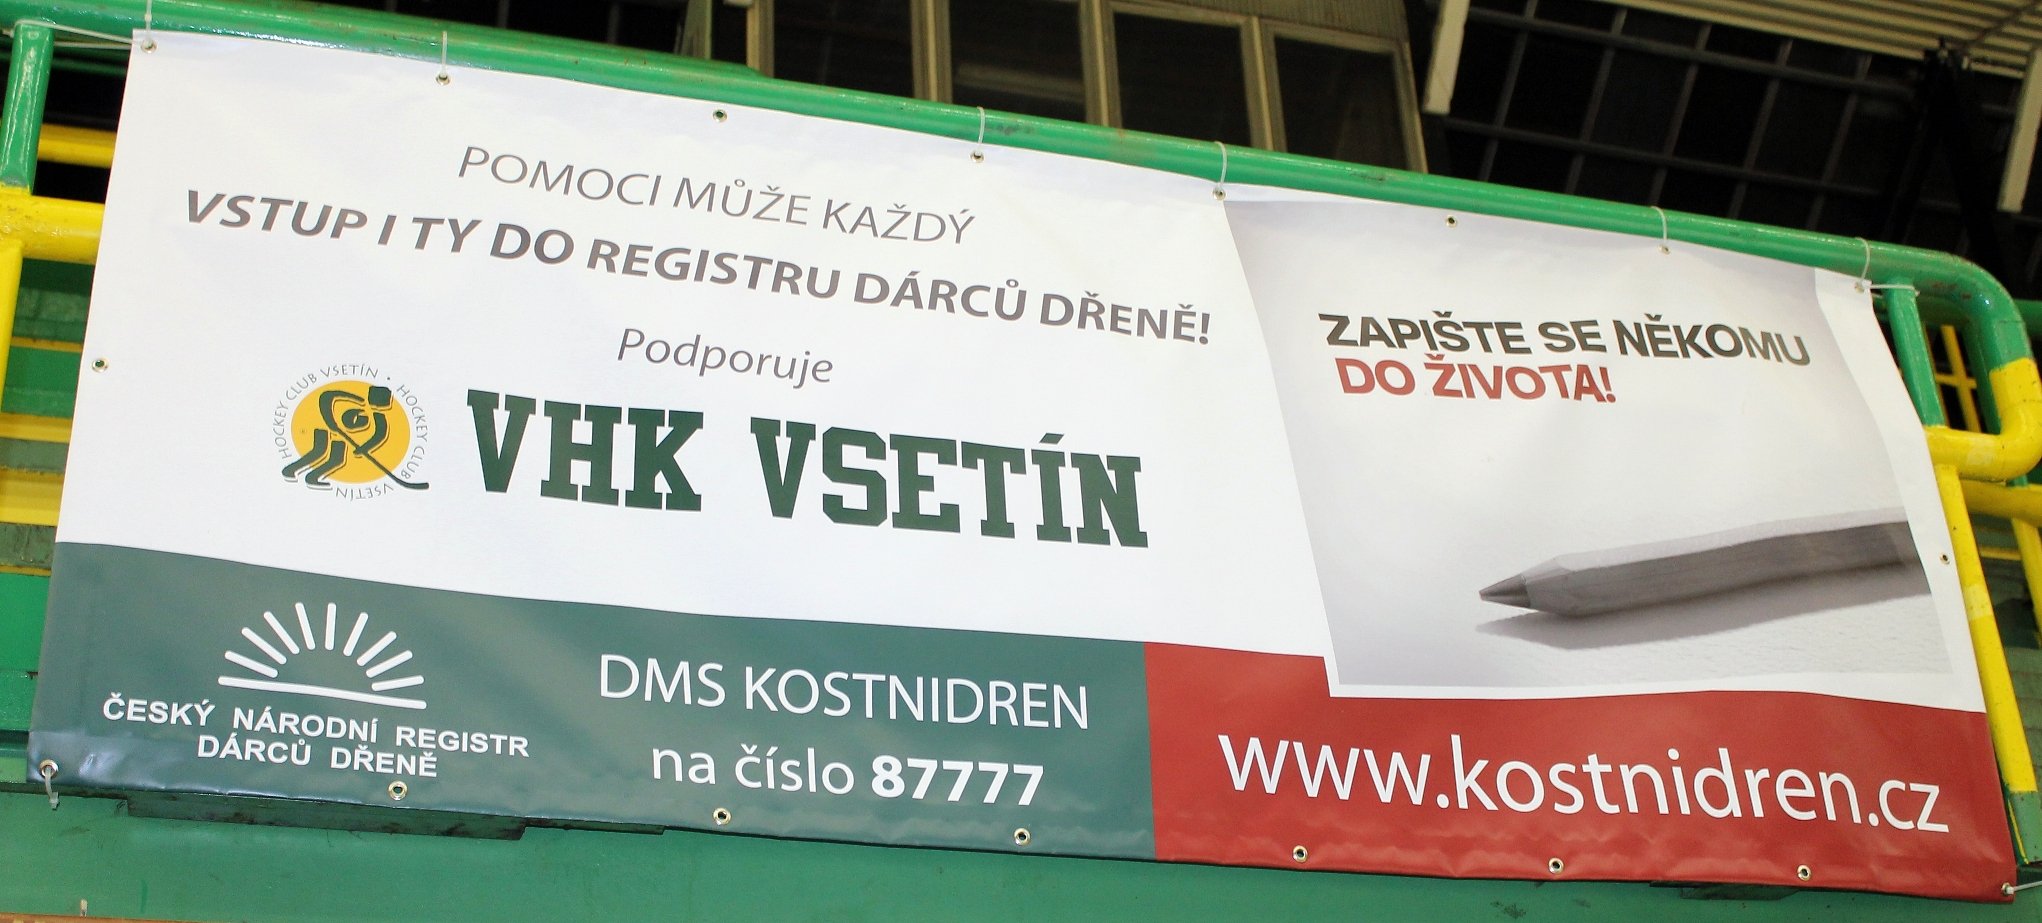 POMOCI MŮŽE KAŽDÝ
VSTUP I TY DO REGISTRU DÁRCŮ DŘENĚ!
Podporuje
HOCKEY CLUB VSETÍN · HOCKEY CLUB VSETÍN
VHK VSETÍN
ČESKÝ NÁRODNÍ REGISTR
DÁRCŮ DŘENĚ
DMS KOSTNIDREN
na číslo 87777
ZAPIŠTE SE NĚKOMU
DO ŽIVOTA!
www.kostnidren.cz